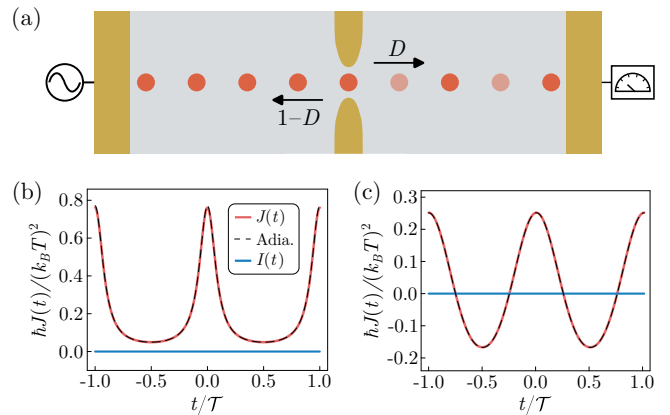 (a)
D
1–D
(b)
ħJ(t)/(k_BT)²
0.8
0.6
0.4
0.2
0.0
J(t)
Adia.
I(t)
-1.0 -0.5 0.0 0.5 1.0
t/𝒯
(c)
ħJ(t)/(k_BT)²
0.3
0.2
0.1
0.0
-0.1
-0.2
-1.0 -0.5 0.0 0.5 1.0
t/𝒯